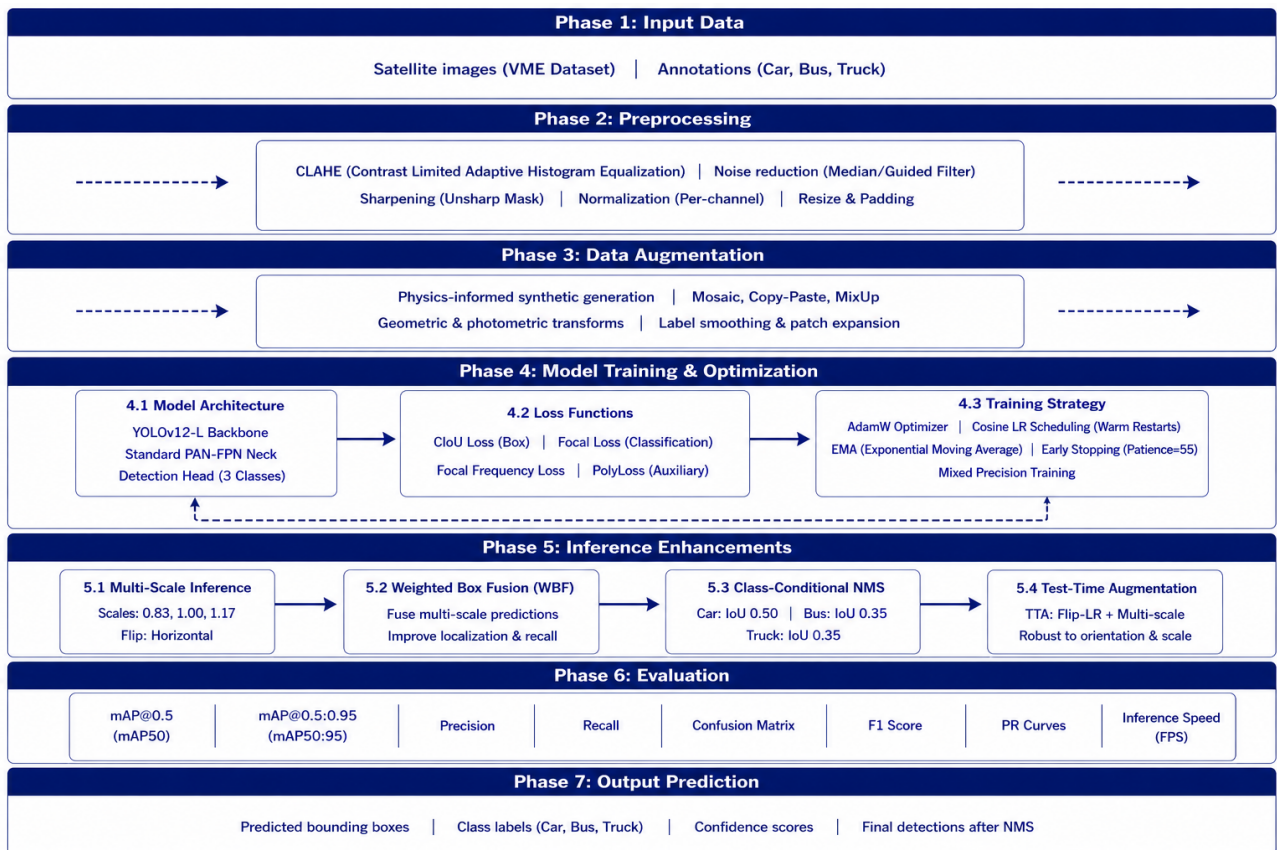 Phase 1: Input Data
Satellite images (VME Dataset) | Annotations (Car, Bus, Truck)
Phase 2: Preprocessing
CLAHE (Contrast Limited Adaptive Histogram Equalization) | Noise reduction (Median/Guided Filter)
Sharpening (Unsharp Mask) | Normalization (Per-channel) | Resize & Padding
Phase 3: Data Augmentation
Physics-informed synthetic generation | Mosaic, Copy-Paste, MixUp
Geometric & photometric transforms | Label smoothing & patch expansion
Phase 4: Model Training & Optimization
4.1 Model Architecture
YOLOv12-L Backbone
Standard PAN-FPN Neck
Detection Head (3 Classes)
4.2 Loss Functions
CIoU Loss (Box) | Focal Loss (Classification)
Focal Frequency Loss | PolyLoss (Auxiliary)
4.3 Training Strategy
AdamW Optimizer | Cosine LR Scheduling (Warm Restarts)
EMA (Exponential Moving Average) | Early Stopping (Patience=55)
Mixed Precision Training
Phase 5: Inference Enhancements
5.1 Multi-Scale Inference
Scales: 0.83, 1.00, 1.17
Flip: Horizontal
5.2 Weighted Box Fusion (WBF)
Fuse multi-scale predictions
Improve localization & recall
5.3 Class-Conditional NMS
Car: IoU 0.50 | Bus: IoU 0.35
Truck: IoU 0.35
5.4 Test-Time Augmentation
TTA: Flip-LR + Multi-scale
Robust to orientation & scale
Phase 6: Evaluation
mAP@0.5
(mAP50)
mAP@0.5:0.95
(mAP50:95)
Precision
Recall
Confusion Matrix
F1 Score
PR Curves
Inference Speed
(FPS)
Phase 7: Output Prediction
Predicted bounding boxes | Class labels (Car, Bus, Truck) | Confidence scores | Final detections after NMS